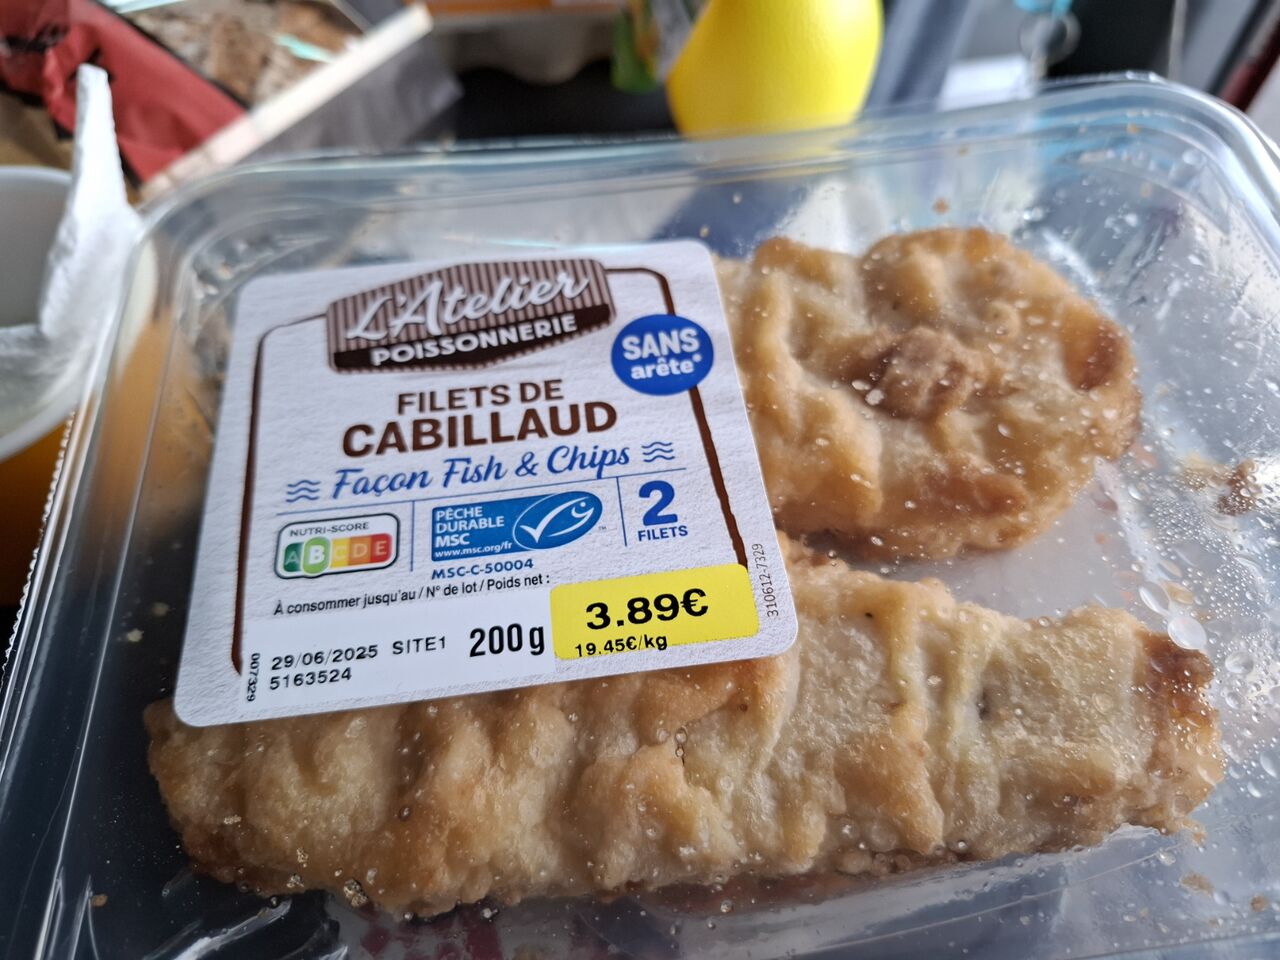 L'Atelier
POISSONNERIE
SANS
arête*
FILETS DE
CABILLAUD
Façon Fish & Chips
NUTRI-SCORE
A B C D E
PÊCHE
DURABLE
MSC
www.msc.org/fr
TM
MSC-C-50004
2
FILETS
À consommer jusqu'au / N° de lot / Poids net :
29/06/2025 SITE1 200g
5163524
3.89€
19.45€/kg
007329
310612-7329